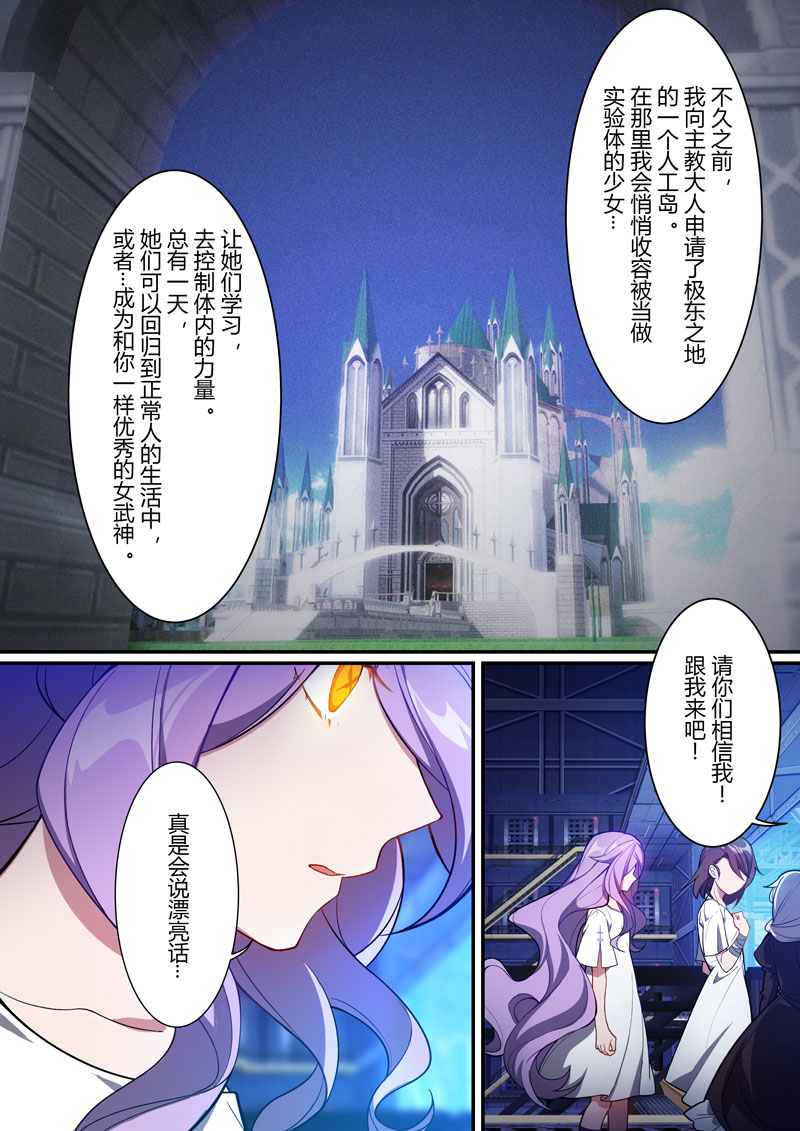 不久之前，
我向主教大人申请了极东之地
的一个人工岛。
在那里我会悄悄收容被当做
实验体的少女…
让她们学习，
去控制体内的力量。
总有一天，
她们可以回归到正常人的生活中，
或者…成为和你一样优秀的女武神。
请你们相信我！
跟我来吧！
真是会说漂亮话…